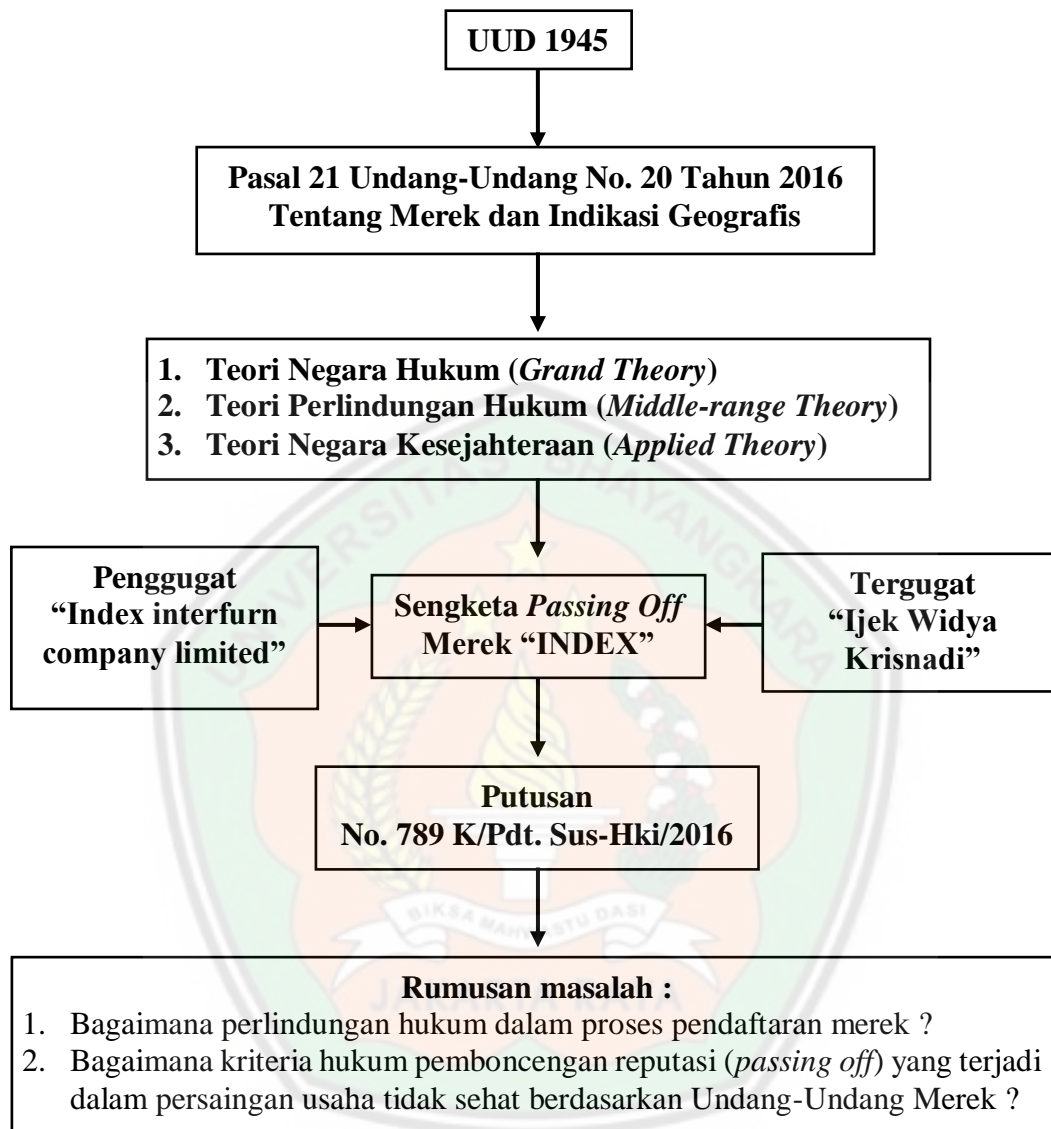 UUD 1945
Pasal 21 Undang-Undang No. 20 Tahun 2016
Tentang Merek dan Indikasi Geografis
1. Teori Negara Hukum (Grand Theory)
2. Teori Perlindungan Hukum (Middle-range Theory)
3. Teori Negara Kesejahteraan (Applied Theory)
Penggugat
“Index interfurn
company limited”
Sengketa Passing Off
Merek “INDEX”
Tergugat
“Ijek Widya
Krisnadi”
Putusan
No. 789 K/Pdt. Sus-Hki/2016
Rumusan masalah :
1. Bagaimana perlindungan hukum dalam proses pendaftaran merek ?
2. Bagaimana kriteria hukum pemboncengan reputasi (passing off) yang terjadi
dalam persaingan usaha tidak sehat berdasarkan Undang-Undang Merek ?
UNIVERSITAS BHAYANGKARA
JAKARTA RAYA